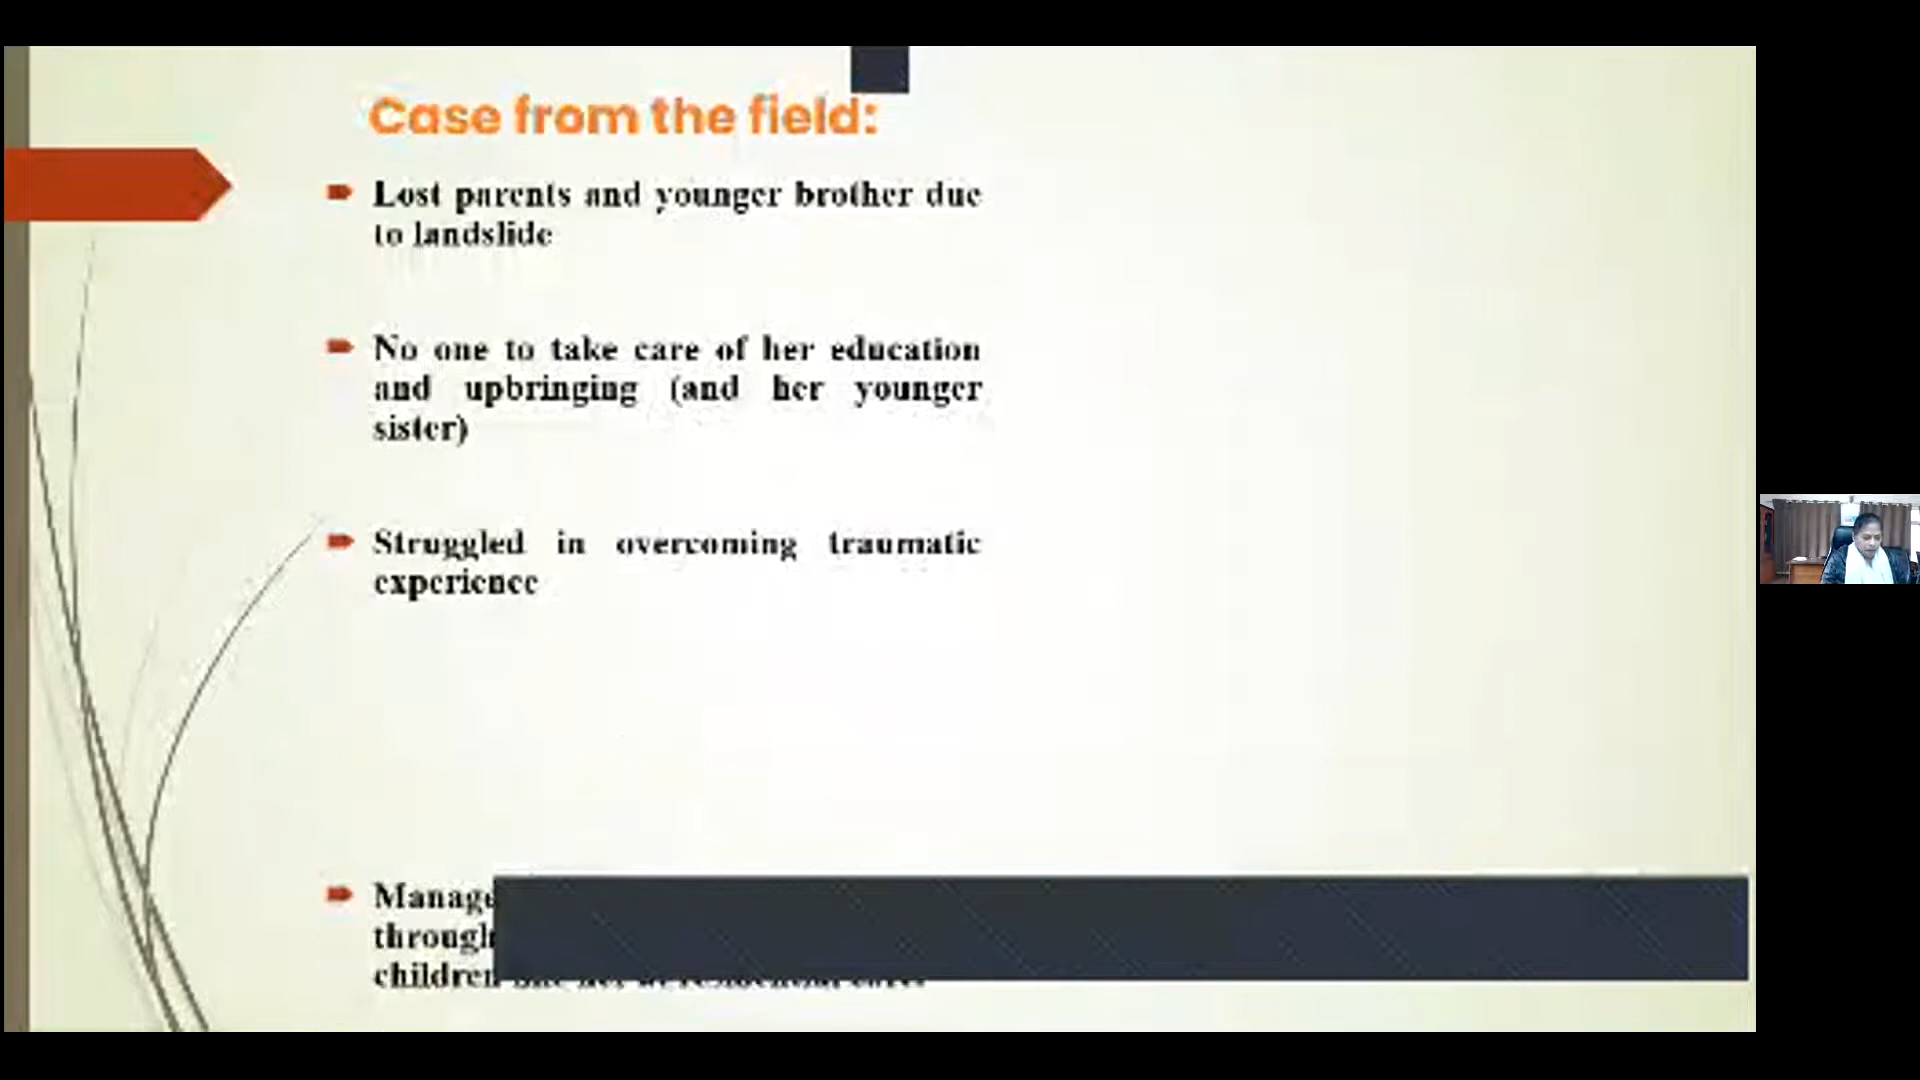 Case from the field:
Lost parents and younger brother due
to landslide
No one to take care of her education
and upbringing (and her younger
sister)
Struggled in overcoming traumatic
experience
through
children